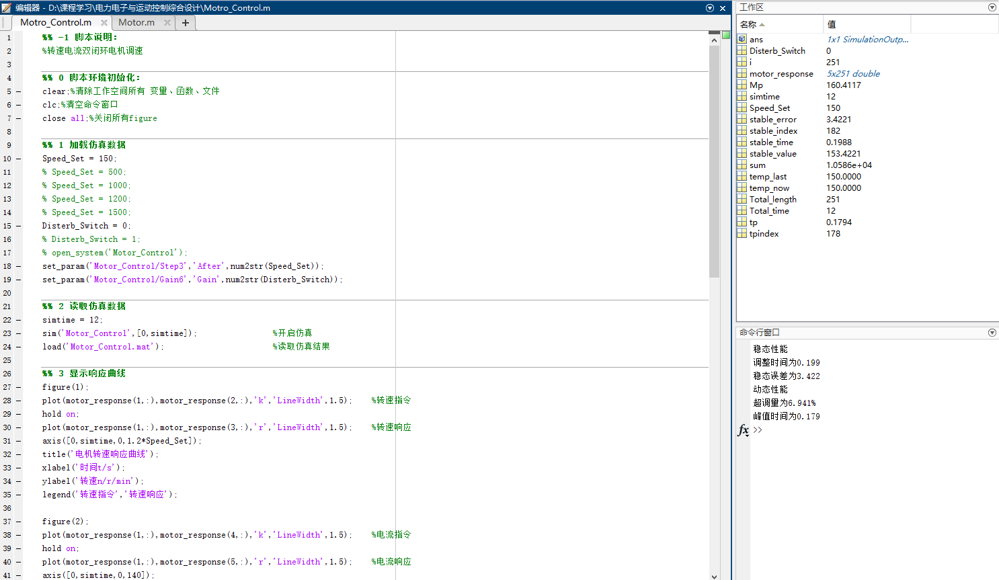 编辑器 - D:\课程学习\电力电子与运动控制综合设计\Motro_Control.m
Motro_Control.m × Motor.m × +
1 %% -1 脚本说明:
2 %转速电流双闭环电机调速
3
4 %% 0 脚本环境初始化:
5 – clear;%清除工作空间所有 变量、函数、文件
6 – clc;%清空命令窗口
7 – close all;%关闭所有figure
8
9 %% 1 加载仿真数据
10 – Speed_Set = 150;
11 % Speed_Set = 500;
12 % Speed_Set = 1000;
13 % Speed_Set = 1200;
14 % Speed_Set = 1500;
15 – Disterb_Switch = 0;
16 % Disterb_Switch = 1;
17 % open_system('Motor_Control');
18 – set_param('Motor_Control/Step3','After',num2str(Speed_Set));
19 – set_param('Motor_Control/Gain6','Gain',num2str(Disterb_Switch));
20
21 %% 2 读取仿真数据
22 – simtime = 12;
23 – sim('Motor_Control',[0,simtime]); %开启仿真
24 – load('Motor_Control.mat'); %读取仿真结果
25
26 %% 3 显示响应曲线
27 – figure(1);
28 – plot(motor_response(1,:),motor_response(2,:),'k','LineWidth',1.5); %转速指令
29 – hold on;
30 – plot(motor_response(1,:),motor_response(3,:),'r','LineWidth',1.5); %转速响应
31 – axis([0,simtime,0,1.2*Speed_Set]);
32 – title('电机转速响应曲线');
33 – xlabel('时间t/s');
34 – ylabel('转速n/r/min');
35 – legend('转速指令','转速响应');
36
37 – figure(2);
38 – plot(motor_response(1,:),motor_response(4,:),'k','LineWidth',1.5); %电流指令
39 – hold on;
40 – plot(motor_response(1,:),motor_response(5,:),'r','LineWidth',1.5); %电流响应
41 – axis([0,simtime,0,140]);
工作区
名称 值
ans 1x1 SimulationOutp...
Disterb_Switch 0
i 251
motor_response 5x251 double
Mp 160.4117
simtime 12
Speed_Set 150
stable_error 3.4221
stable_index 182
stable_time 0.1988
stable_value 153.4221
sum 1.0586e+04
temp_last 150.0000
temp_now 150.0000
Total_length 251
Total_time 12
tp 0.1794
tpindex 178
命令行窗口
稳态性能
调整时间为0.199
稳态误差为3.422
动态性能
超调量为6.941%
峰值时间为0.179
fx >>